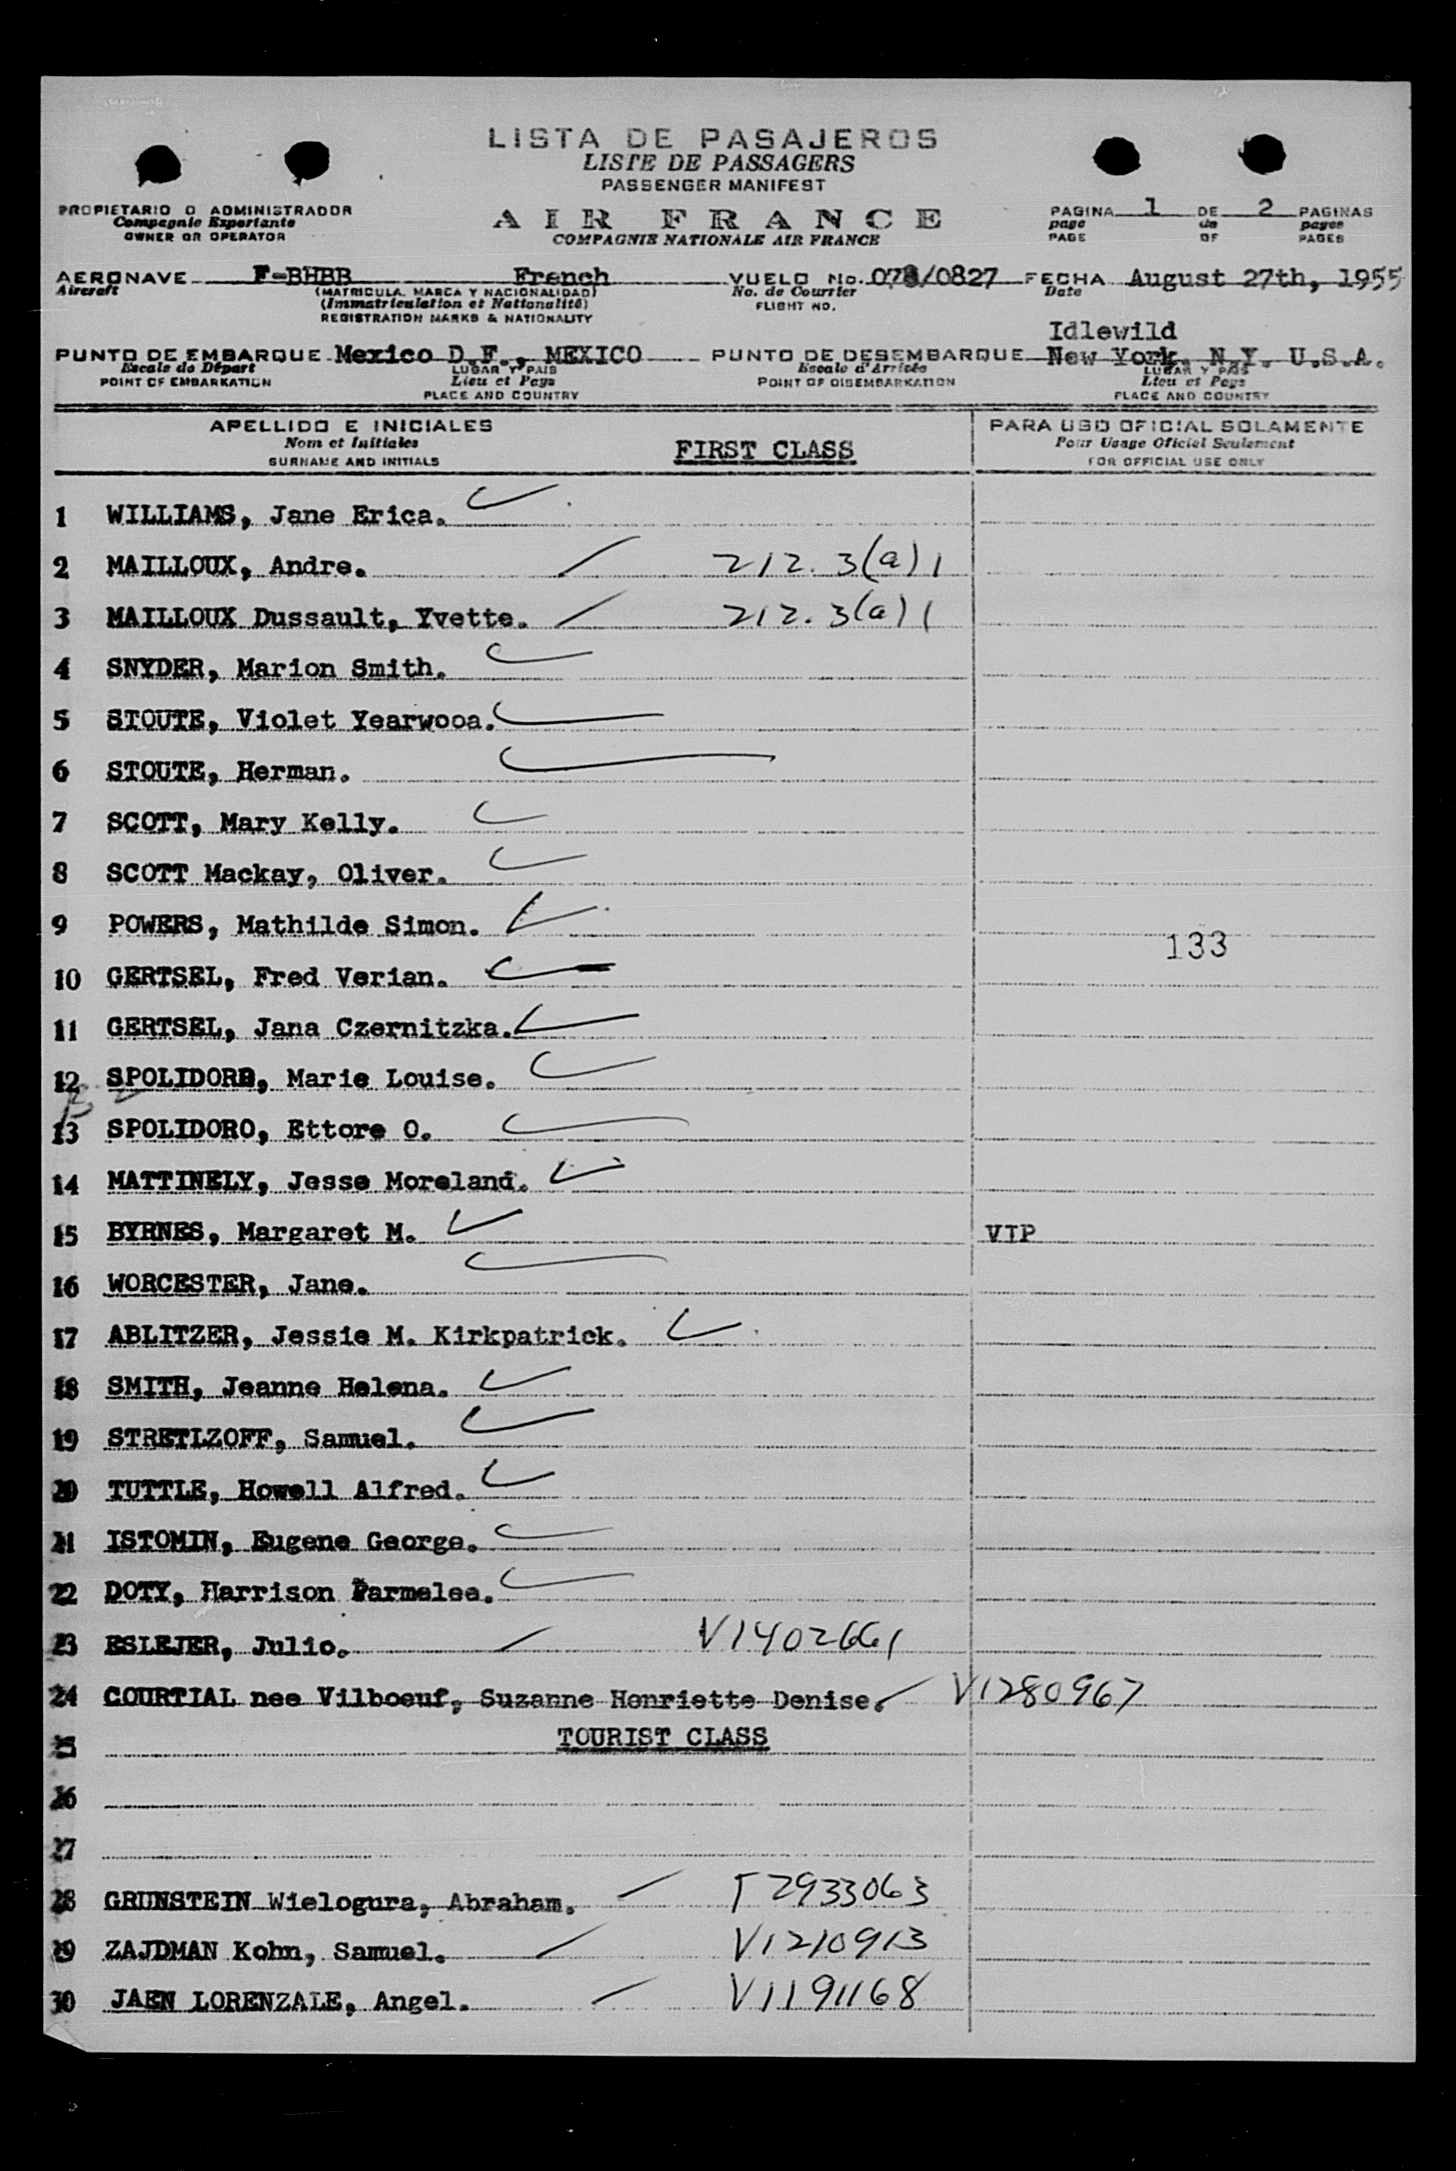 LISTA DE PASAJEROS
LISTE DE PASSAGERS
PASSENGER MANIFEST
PROPIETARIO O ADMINISTRADOR
Compagnie Expertante
OWNER OR OPERATOR
AIR FRANCE
COMPAGNIE NATIONALE AIR FRANCE
PAGINA 1 DE 2 PAGINAS
page de pages
PAGE OF PAGES
AERONAVE F-BHBB French VUELO No. 078/0827 FECHA August 27th, 1955
Aircraft (MATRICULA, MARCA Y NACIONALIDAD) No. de Courrier Date
(Immatriculation et Nationalité) FLIGHT NO.
REGISTRATION MARKS & NATIONALITY
Idlewild
PUNTO DE EMBARQUE Mexico D.F., MEXICO PUNTO DE DESEMBARQUE New York, N.Y. U.S.A.
Escale de Départ LUGAR Y PAIS Escale d'Arrivée LUGAR Y PAIS
POINT OF EMBARKATION Lieu et Pays POINT OF DISEMBARKATION Lieu et Pays
PLACE AND COUNTRY PLACE AND COUNTRY
APELLIDO E INICIALES PARA USO OFICIAL SOLAMENTE
Nom et Initiales FIRST CLASS Pour Usage Oficiel Seulement
SURNAME AND INITIALS FOR OFFICIAL USE ONLY
1 WILLIAMS, Jane Erica.
2 MAILLOUX, Andre. 212.3(a)1
3 MAILLOUX Dussault, Yvette. 212.3(a)1
4 SNYDER, Marion Smith.
5 STOUTE, Violet Yearwooa.
6 STOUTE, Herman.
7 SCOTT, Mary Kelly.
8 SCOTT Mackay, Oliver.
9 POWERS, Mathilde Simon.
133
10 GERTSEL, Fred Verian.
11 GERTSEL, Jana Czernitzka.
12 SPOLIDORO, Marie Louise.
13 SPOLIDORO, Ettore O.
14 MATTINELY, Jesse Moreland.
15 BYRNES, Margaret M. VIP
16 WORCESTER, Jane.
17 ABLITZER, Jessie M. Kirkpatrick.
18 SMITH, Jeanne Helena.
19 STRETLZOFF, Samuel.
20 TUTTLE, Howell Alfred.
21 ISTOMIN, Eugene George.
22 DOTY, Harrison Parmelee.
23 ESLEJER, Julio. V1402661
24 COURTIAL nee Vilboeuf, Suzanne Henriette Denise. V1280967
25 TOURIST CLASS
26
27
28 GRUNSTEIN Wielogura, Abraham. T2933063
29 ZAJDMAN Kohn, Samuel. V1210913
30 JAEN LORENZALE, Angel. V1191168